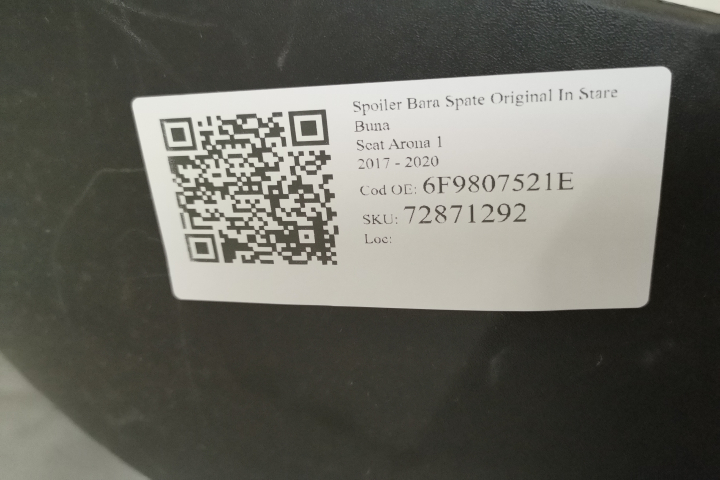 Spoiler Bara Spate Original In Stare
Buna
Seat Arona 1
2017 - 2020
Cod OE: 6F9807521E
SKU: 72871292
Loc: